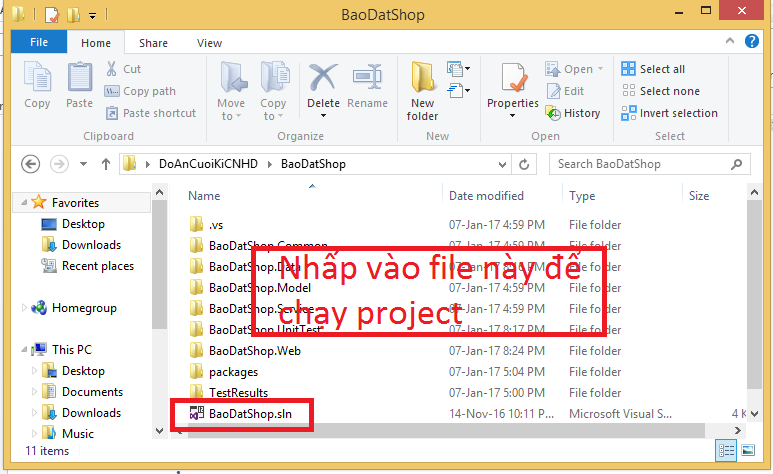 BaoDatShop
File Home Share View
Copy Paste Cut Copy path Paste shortcut Clipboard
Move to Copy to Delete Rename Organize
New folder New
Properties Open Edit History Open
Select all Select none Invert selection Select
DoAnCuoiKiCNHD BaoDatShop Search BaoDatShop
Favorites
Desktop
Downloads
Recent places
Homegroup
This PC
Desktop
Documents
Downloads
Music
Name Date modified Type Size
.vs 07-Jan-17 4:59 PM File folder
BaoDatShop.Common 07-Jan-17 4:59 PM File folder
BaoDatShop.Data 07-Jan-17 File folder
BaoDatShop.Model 07-Jan-17 4:59 PM File folder
BaoDatShop.Service 07-Jan-17 4:59 PM File folder
BaoDatShop.UnitTest 07-Jan-17 8:17 PM File folder
BaoDatShop.Web 07-Jan-17 8:24 PM File folder
packages 07-Jan-17 5:04 PM File folder
TestResults 07-Jan-17 5:00 PM File folder
BaoDatShop.sln 14-Nov-16 10:11 P... Microsoft Visual S... 4 K
Nhấp vào file này để
chạy project
11 items